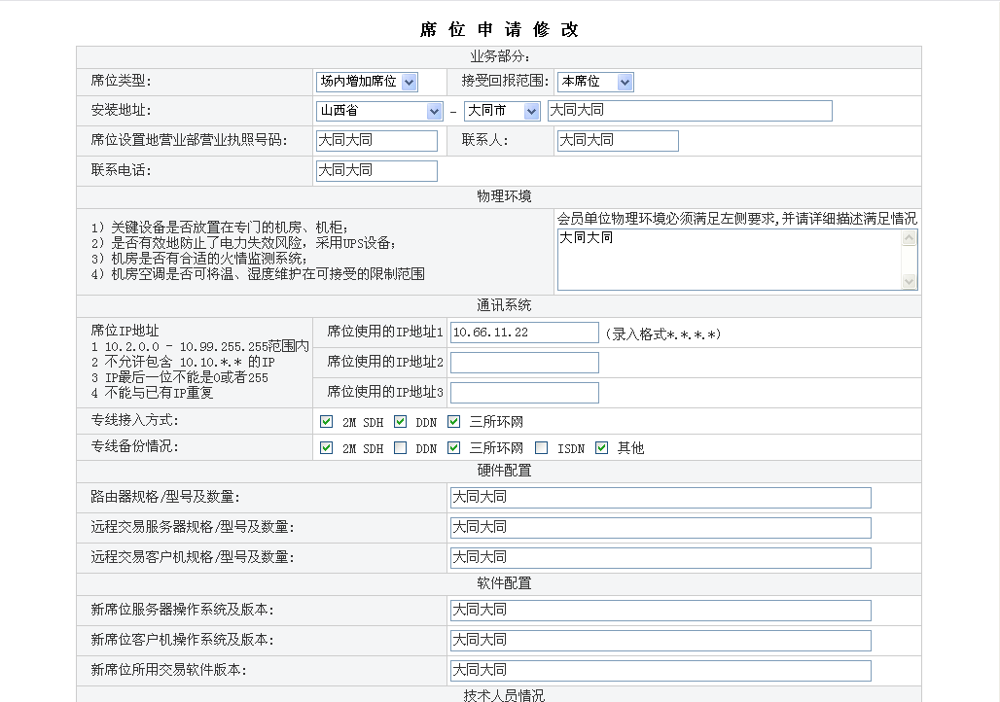 席 位 申 请 修 改
业务部分:
席位类型: 场内增加席位 接受回报范围: 本席位
安装地址: 山西省 - 大同市 大同大同
席位设置地营业部营业执照号码: 大同大同 联系人: 大同大同
联系电话: 大同大同
物理环境
会员单位物理环境必须满足左侧要求,并请详细描述满足情况
大同大同
1) 关键设备是否放置在专门的机房、机柜;
2) 是否有效地防止了电力失效风险，采用UPS设备;
3) 机房是否有合适的火情监测系统;
4) 机房空调是否可将温、湿度维护在可接受的限制范围
通讯系统
席位IP地址
1 10.2.0.0 - 10.99.255.255范围内
2 不允许包含 10.10.*.* 的IP
3 IP最后一位不能是0或者255
4 不能与已有IP重复
席位使用的IP地址1 10.66.11.22 (录入格式*.*.*.*)
席位使用的IP地址2
席位使用的IP地址3
专线接入方式: 2M SDH DDN 三所环网
专线备份情况: 2M SDH DDN 三所环网 ISDN 其他
硬件配置
路由器规格/型号及数量: 大同大同
远程交易服务器规格/型号及数量: 大同大同
远程交易客户机规格/型号及数量: 大同大同
软件配置
新席位服务器操作系统及版本: 大同大同
新席位客户机操作系统及版本: 大同大同
新席位所用交易软件版本: 大同大同
技术人员情况